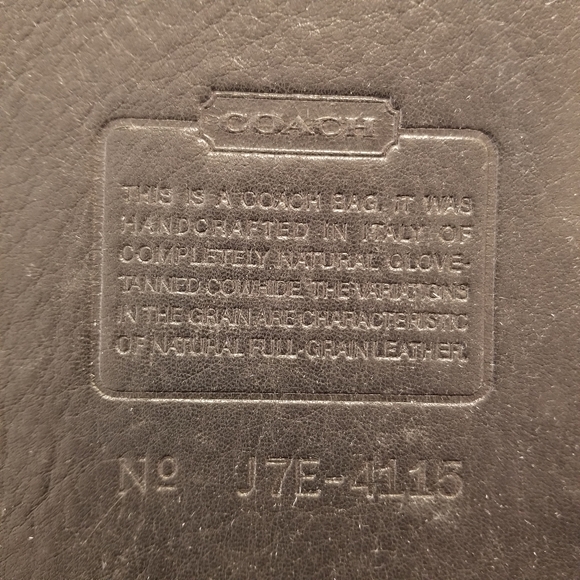 COACH
THIS IS A COACH BAG. IT WAS
HANDCRAFTED IN ITALY OF
COMPLETELY NATURAL GLOVE-
TANNED COWHIDE. THE VARIATIONS
IN THE GRAIN ARE CHARACTERISTIC
OF NATURAL FULL-GRAIN LEATHER.
Nº J7E-4115